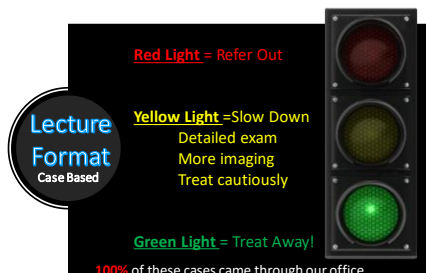 Red Light = Refer Out
Lecture
Format
Case Based
Yellow Light =Slow Down
Detailed exam
More imaging
Treat cautiously
Green Light = Treat Away!
100% of these cases came through our office